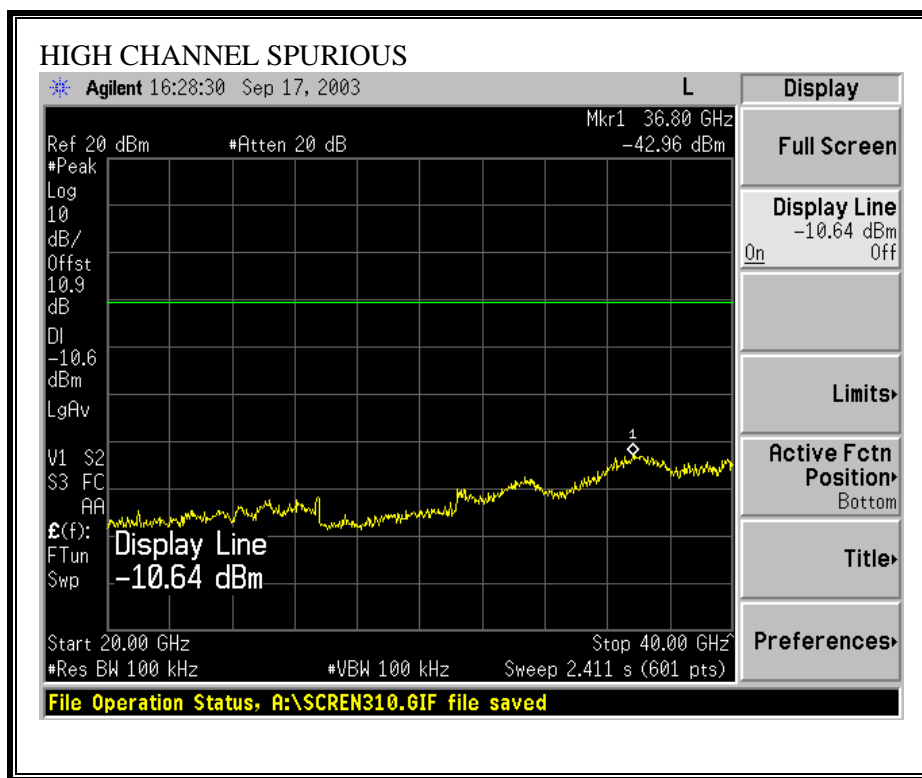 HIGH CHANNEL SPURIOUS
Agilent 16:28:30 Sep 17, 2003 L
Display
Mkr1 36.80 GHz
Ref 20 dBm #Atten 20 dB -42.96 dBm
#Peak
Log
10
dB/
Offst
10.9
dB
DI
-10.6
dBm
LgAv
V1 S2
S3 FC
AA
£(f):
FTun
Swp
1
Display Line
-10.64 dBm
Start 20.00 GHz Stop 40.00 GHz^
#Res BW 100 kHz #VBW 100 kHz Sweep 2.411 s (601 pts)
File Operation Status, A:\SCREN310.GIF file saved
Full Screen
Display Line
-10.64 dBm
On Off
Limits▸
Active Fctn
Position▸
Bottom
Title▸
Preferences▸